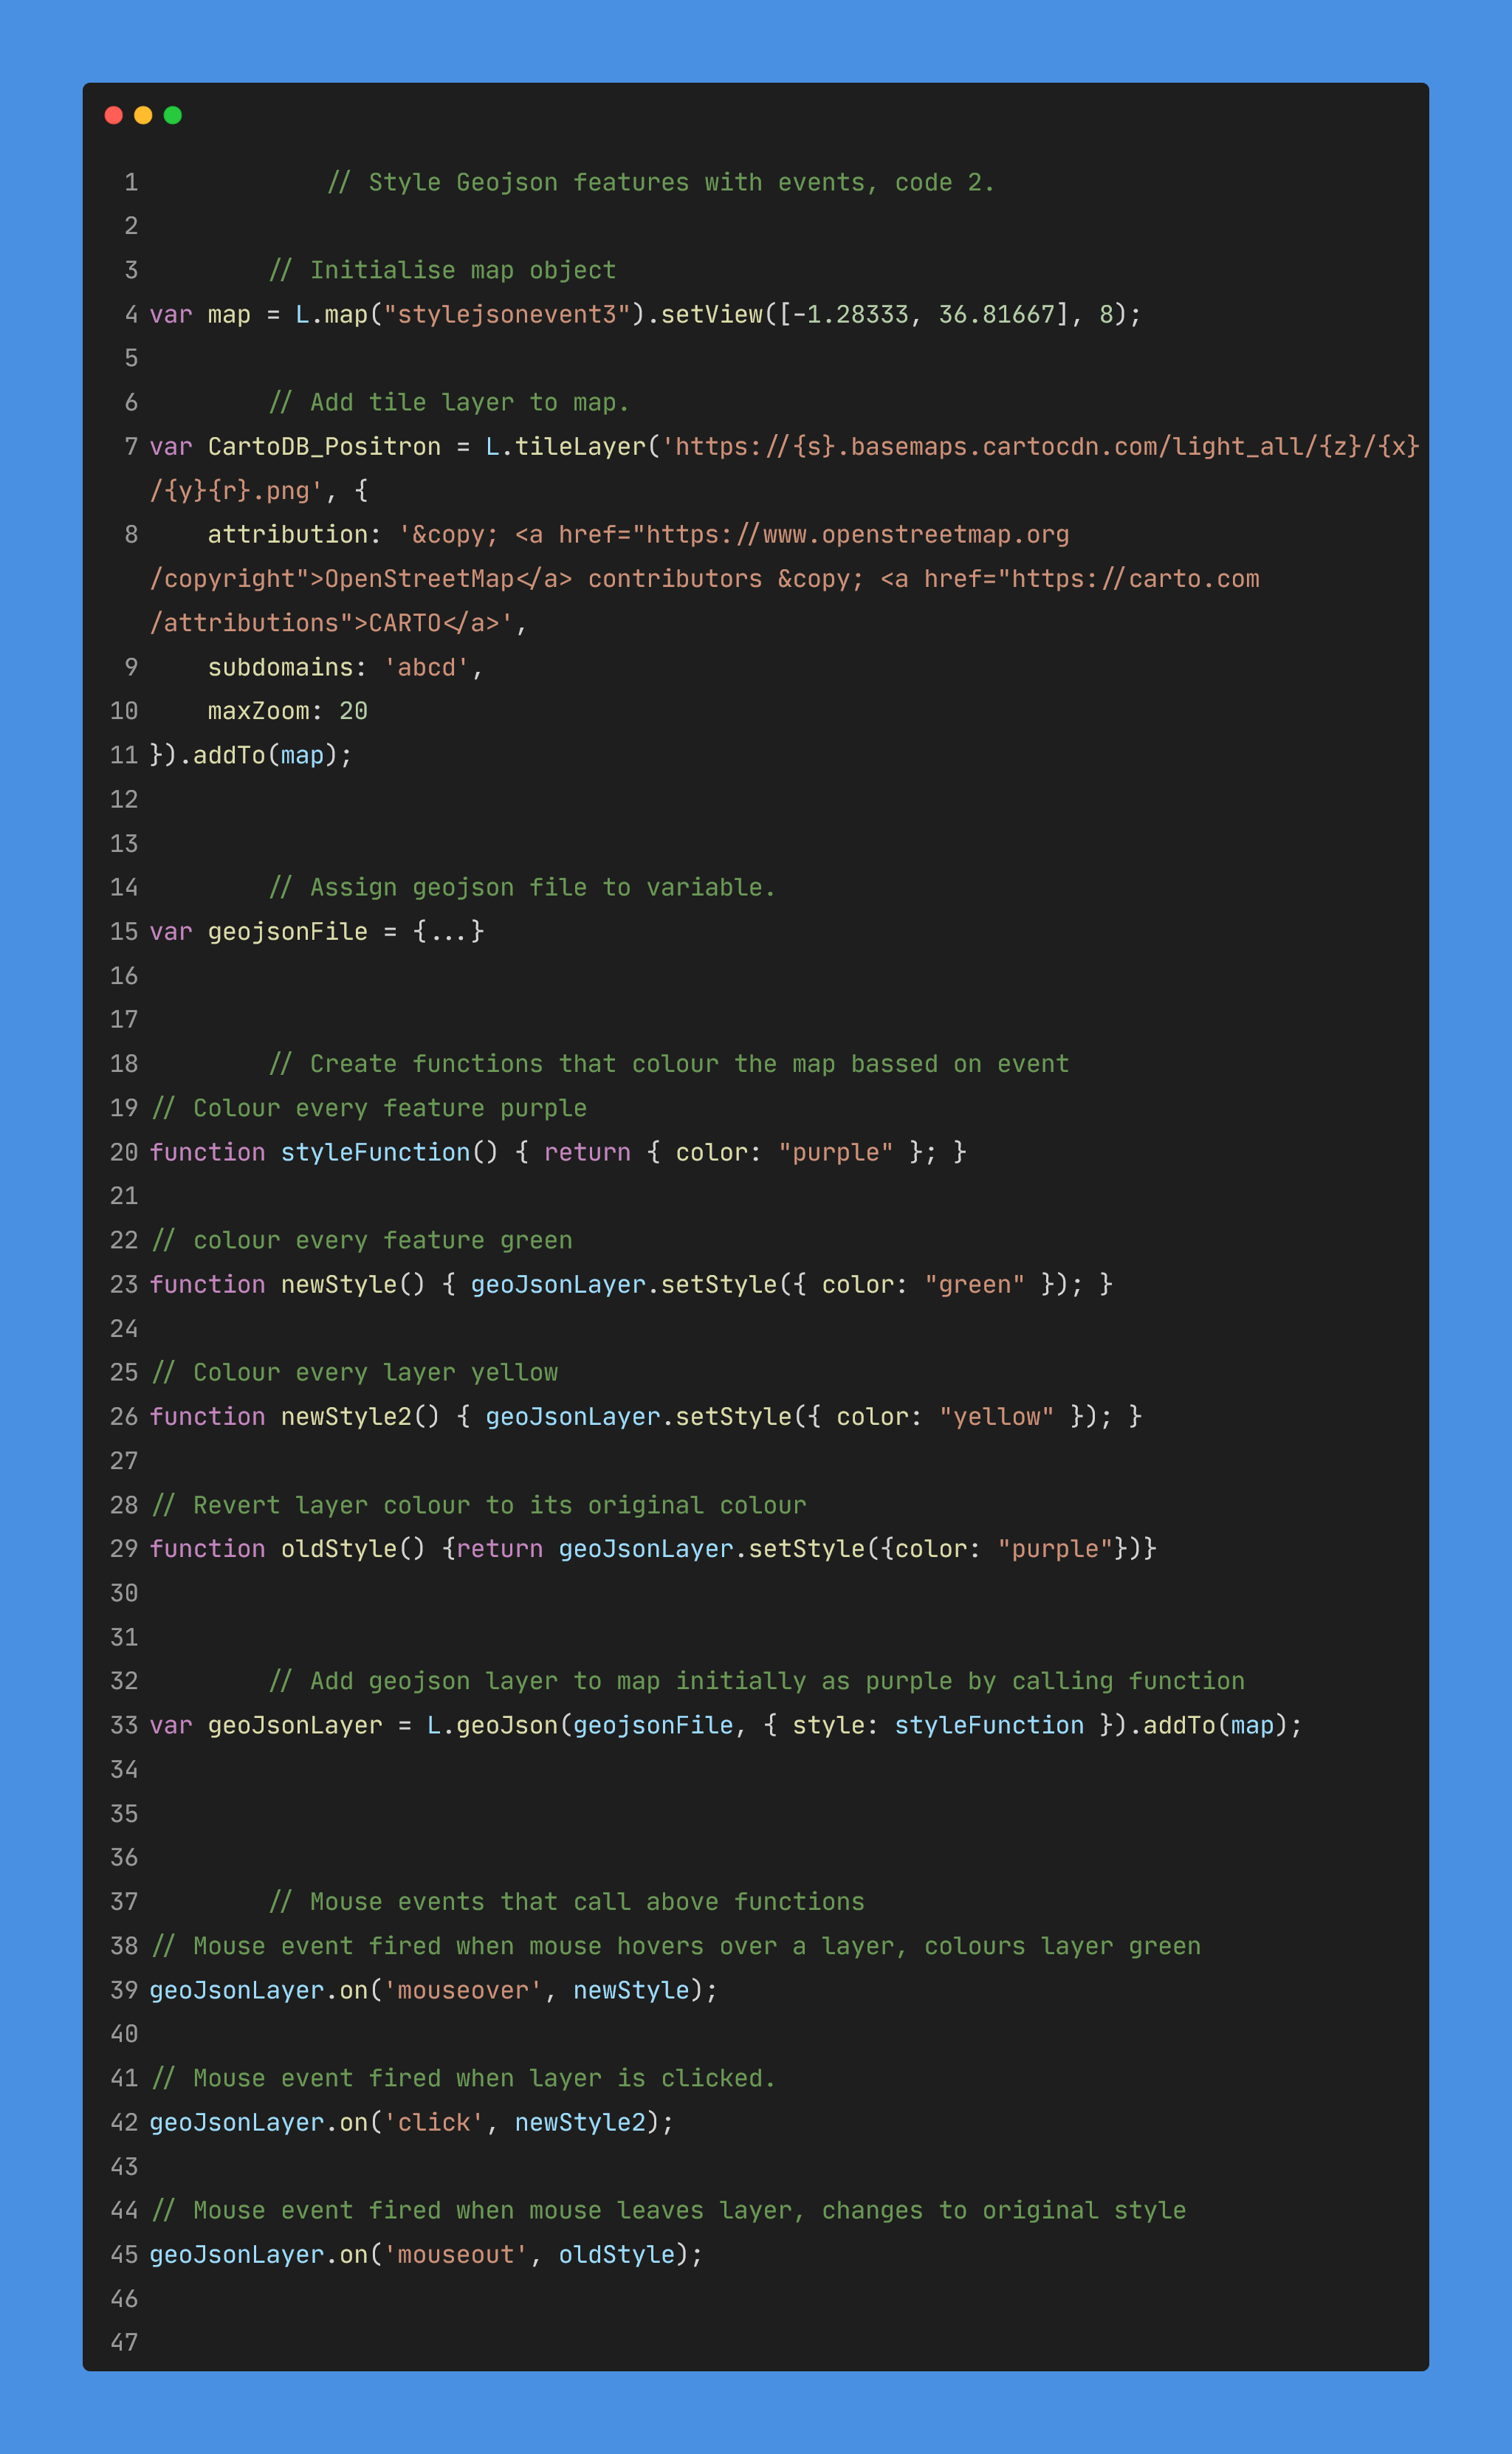 1 // Style Geojson features with events, code 2.
2
3 // Initialise map object
4 var map = L.map("stylejsonevent3").setView([-1.28333, 36.81667], 8);
5
6 // Add tile layer to map.
7 var CartoDB_Positron = L.tileLayer('https://{s}.basemaps.cartocdn.com/light_all/{z}/{x}
/{y}{r}.png', {
8 attribution: '&copy; <a href="https://www.openstreetmap.org
/copyright">OpenStreetMap</a> contributors &copy; <a href="https://carto.com
/attributions">CARTO</a>',
9 subdomains: 'abcd',
10 maxZoom: 20
11 }).addTo(map);
12
13
14 // Assign geojson file to variable.
15 var geojsonFile = {...}
16
17
18 // Create functions that colour the map bassed on event
19 // Colour every feature purple
20 function styleFunction() { return { color: "purple" }; }
21
22 // colour every feature green
23 function newStyle() { geoJsonLayer.setStyle({ color: "green" }); }
24
25 // Colour every layer yellow
26 function newStyle2() { geoJsonLayer.setStyle({ color: "yellow" }); }
27
28 // Revert layer colour to its original colour
29 function oldStyle() {return geoJsonLayer.setStyle({color: "purple"})}
30
31
32 // Add geojson layer to map initially as purple by calling function
33 var geoJsonLayer = L.geoJson(geojsonFile, { style: styleFunction }).addTo(map);
34
35
36
37 // Mouse events that call above functions
38 // Mouse event fired when mouse hovers over a layer, colours layer green
39 geoJsonLayer.on('mouseover', newStyle);
40
41 // Mouse event fired when layer is clicked.
42 geoJsonLayer.on('click', newStyle2);
43
44 // Mouse event fired when mouse leaves layer, changes to original style
45 geoJsonLayer.on('mouseout', oldStyle);
46
47